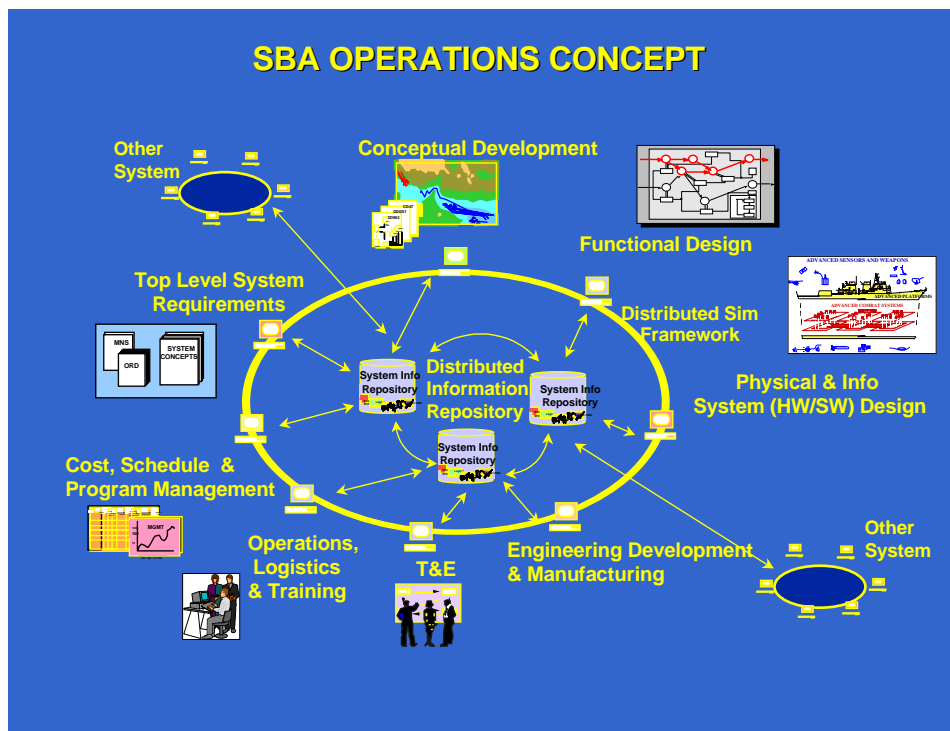 SBA OPERATIONS CONCEPT
Other
System
Conceptual Development
Functional Design
ADVANCED SENSORS AND WEAPONS
ADVANCED PLATFORMS
ADVANCED COMBAT SYSTEMS
Top Level System
Requirements
Distributed Sim
Framework
MNS
ORD
SYSTEM
CONCEPTS
System Info
Repository
Distributed
Information
Repository
System Info
Repository
System Info
Repository
Physical & Info
System (HW/SW) Design
Cost, Schedule &
Program Management
MGMT
Operations,
Logistics
& Training
T&E
Engineering Development
& Manufacturing
Other
System